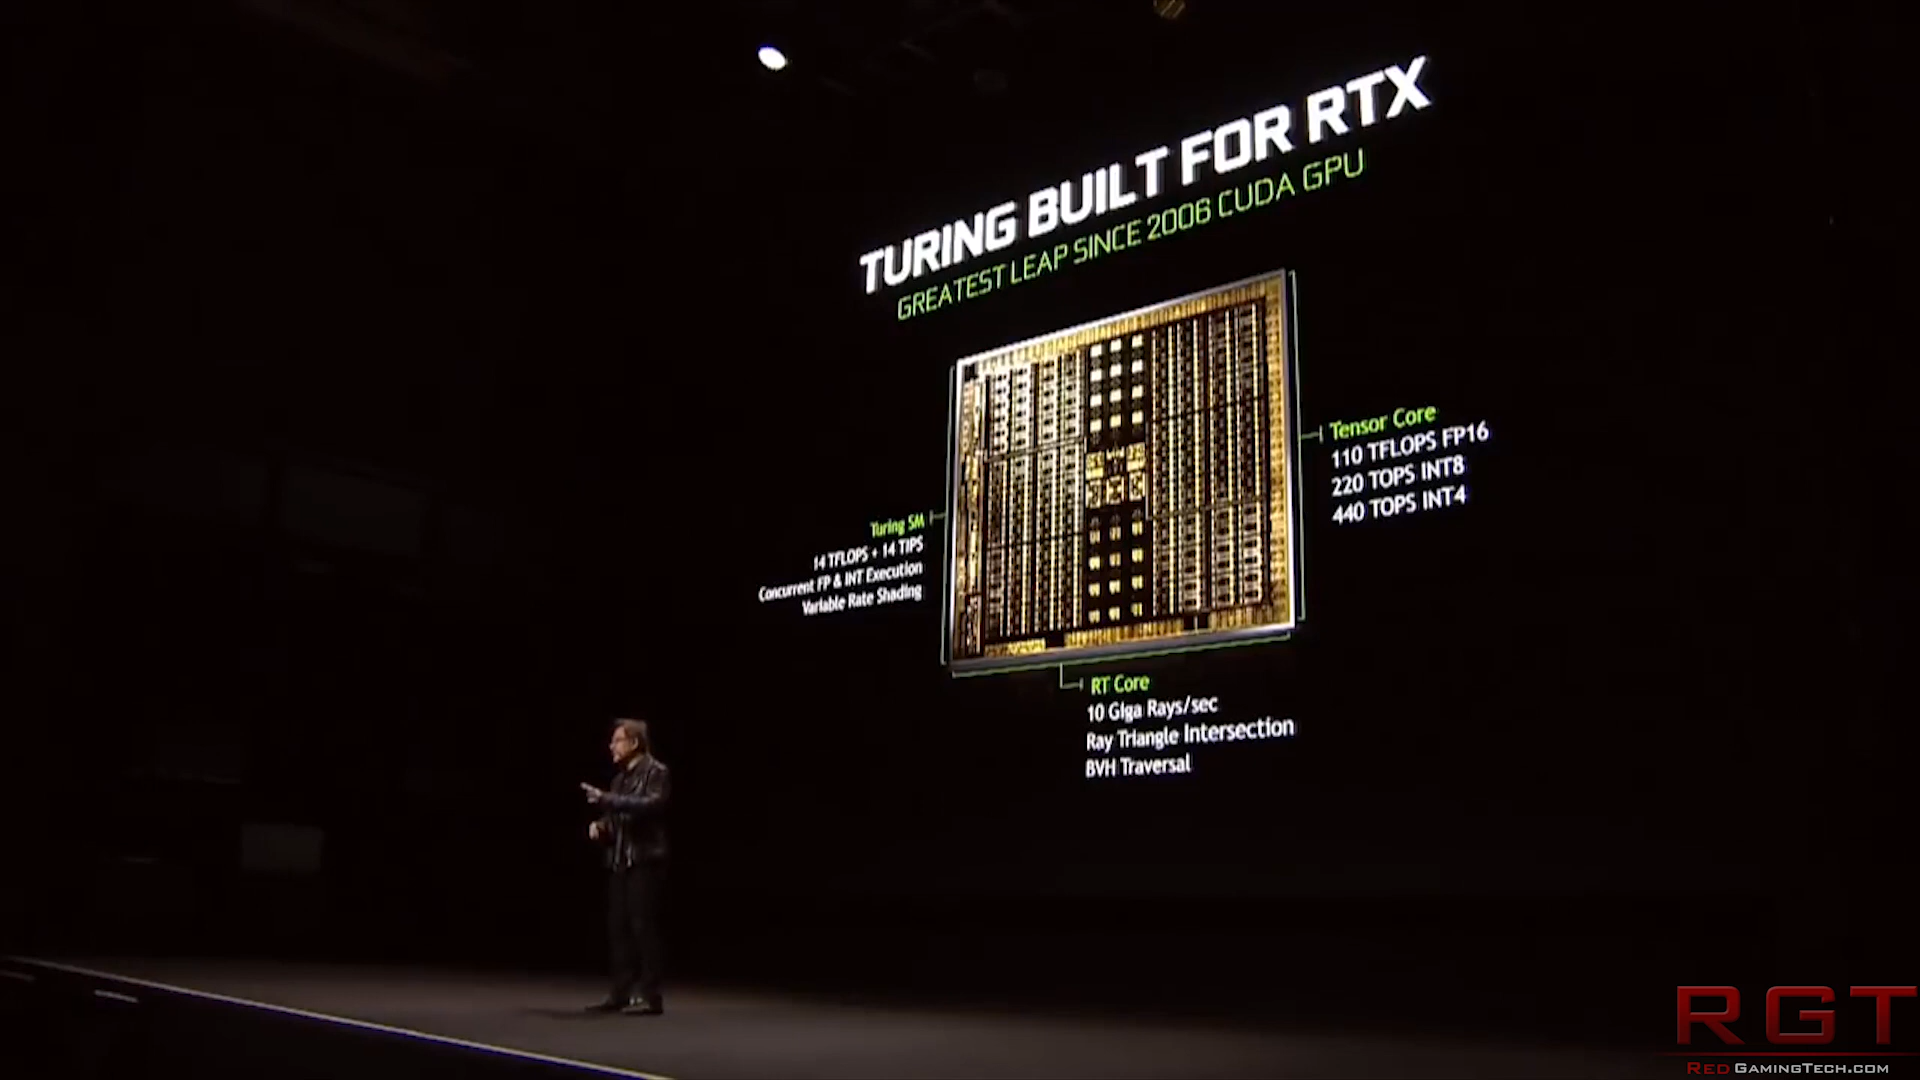 TURING BUILT FOR RTX
GREATEST LEAP SINCE 2006 CUDA GPU
Tensor Core
110 TFLOPS FP16
220 TOPS INT8
440 TOPS INT4
Turing SM
14 TFLOPS + 14 TIPS
Concurrent FP & INT Execution
Variable Rate Shading
RT Core
10 Giga Rays/sec
Ray Triangle Intersection
BVH Traversal
RGT
REDGAMINGTECH.COM